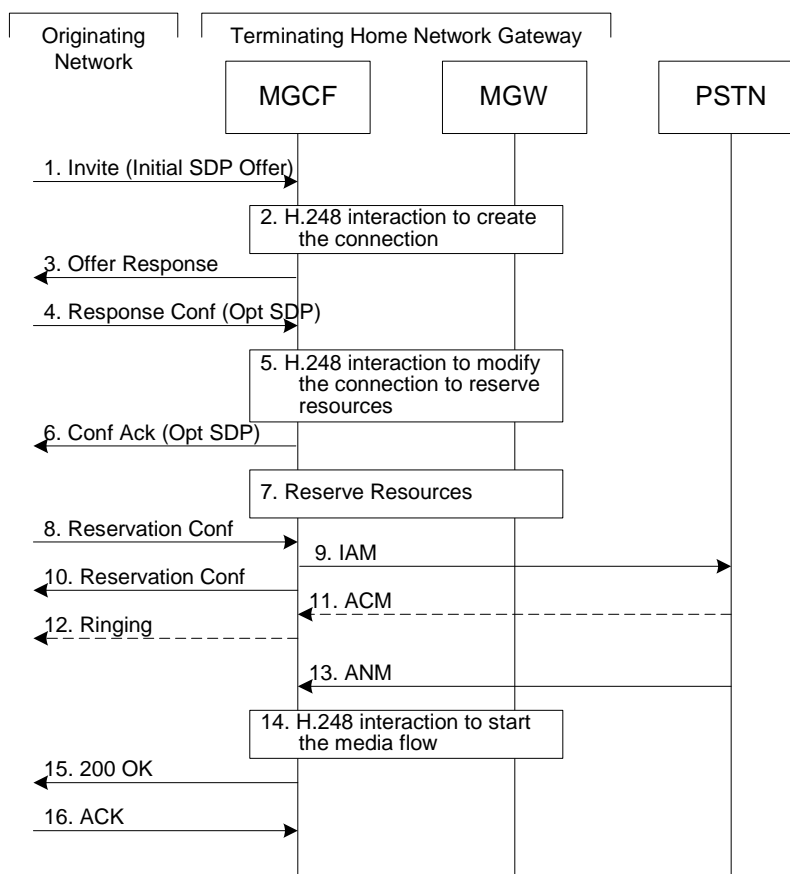 Originating
Network
Terminating Home Network Gateway
MGCF
MGW
PSTN
1. Invite (Initial SDP Offer)
2. H.248 interaction to create
the connection
3. Offer Response
4. Response Conf (Opt SDP)
5. H.248 interaction to modify
the connection to reserve
resources
6. Conf Ack (Opt SDP)
7. Reserve Resources
8. Reservation Conf
9. IAM
10. Reservation Conf
11. ACM
12. Ringing
13. ANM
14. H.248 interaction to start
the media flow
15. 200 OK
16. ACK